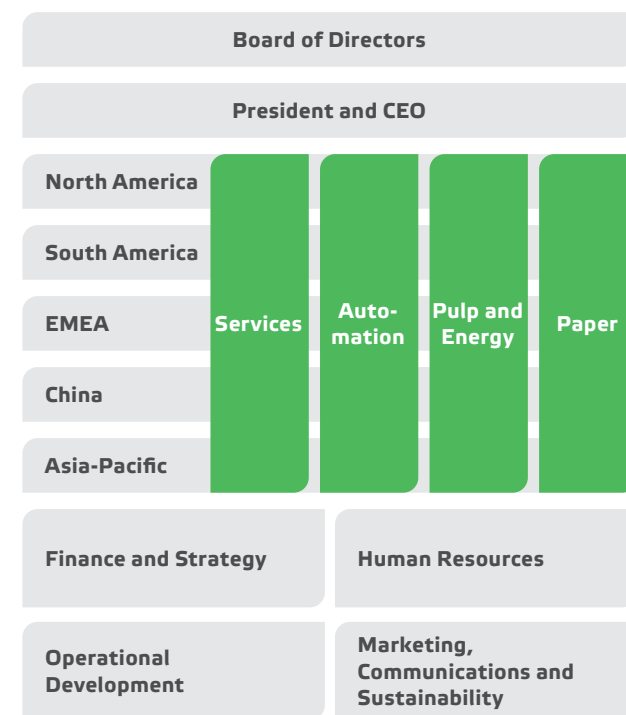 Board of Directors
President and CEO
North America
South America
EMEA
China
Asia-Pacific
Services
Auto-
mation
Pulp and
Energy
Paper
Finance and Strategy
Human Resources
Operational
Development
Marketing,
Communications and
Sustainability